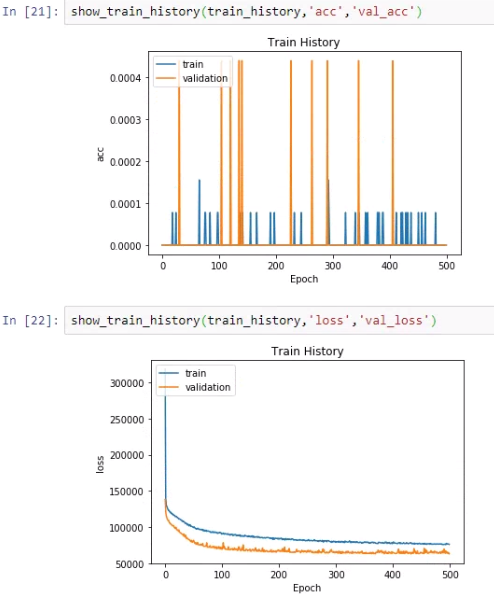 In [21]: show_train_history(train_history,'acc','val_acc')
Train History
train
validation
0.0004
0.0003
0.0002
0.0001
0.0000
acc
0 100 200 300 400 500
Epoch
In [22]: show_train_history(train_history,'loss','val_loss')
Train History
train
validation
300000
250000
200000
150000
100000
50000
loss
0 100 200 300 400 500
Epoch